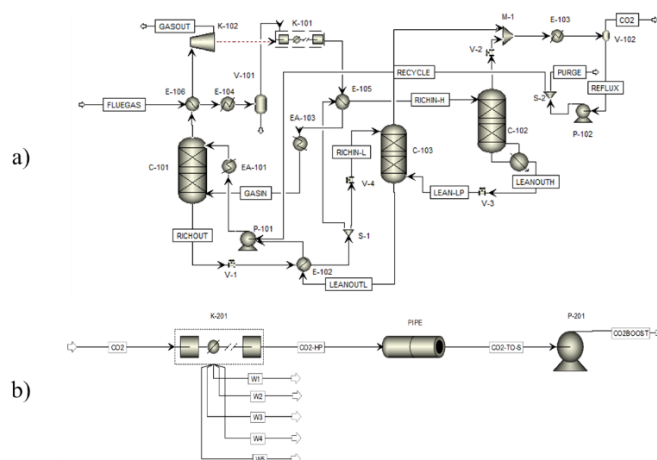 GASOUT
K-102
K-101
M-1
E-103
CO2
a)
V-101
V-2
V-102
RECYCLE
PURGE
FLUEGAS
E-106
E-104
E-105
RICHIN-H
S-2
REFLUX
EA-103
P-102
C-102
C-101
EA-101
RICHIN-L
C-103
LEANOUTH
V-4
GASIN
LEAN-LP
V-3
RICHOUT
P-101
S-1
V-1
E-102
LEANOUTL
b)
K-201
PIPE
P-201
CO2BOOST
CO2
CO2-HP
CO2-TO-S
W1
W2
W3
W4
W5